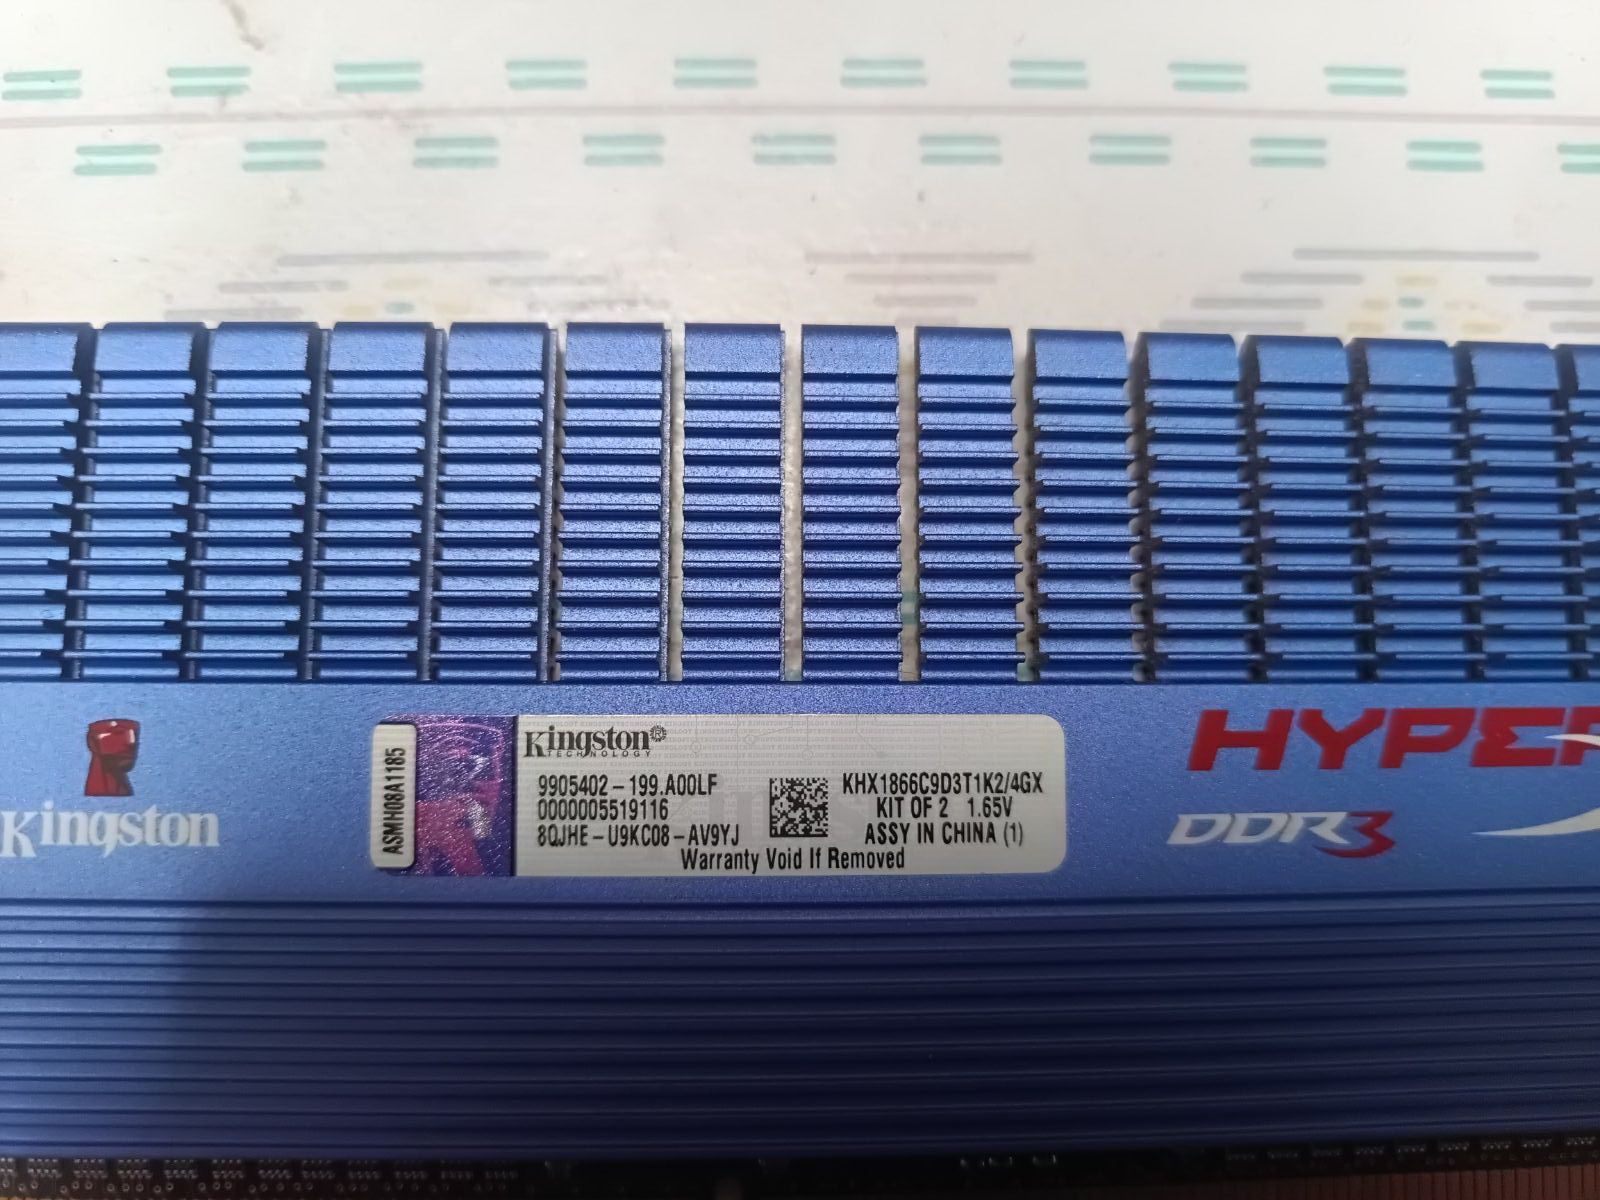 Kingston
ASMH08A1185
Kingston®
TECHNOLOGY
9905402-199.A00LF
0000005519116
8QJHE-U9KC08-AV9YJ
KHX1866C9D3T1K2/4GX
KIT OF 2 1.65V
ASSY IN CHINA (1)
Warranty Void If Removed
HYPER
DDR3